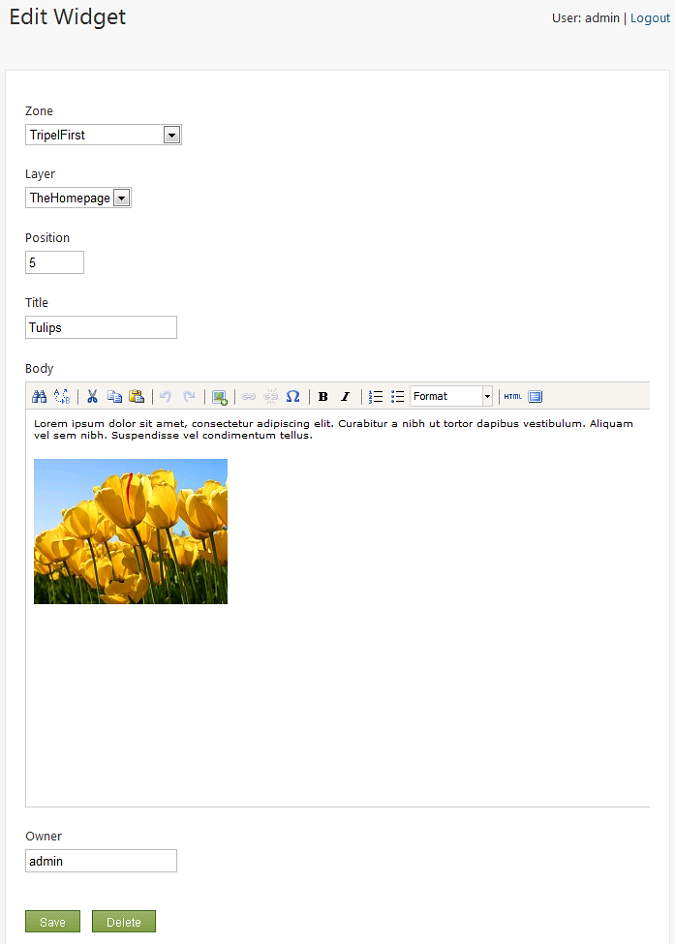 Edit Widget
User: admin | Logout
Zone
TripelFirst
Layer
TheHomepage
Position
5
Title
Tulips
Body
B I Format HTML
Lorem ipsum dolor sit amet, consectetur adipiscing elit. Curabitur a nibh ut tortor dapibus vestibulum. Aliquam
vel sem nibh. Suspendisse vel condimentum tellus.
Owner
admin
Save Delete